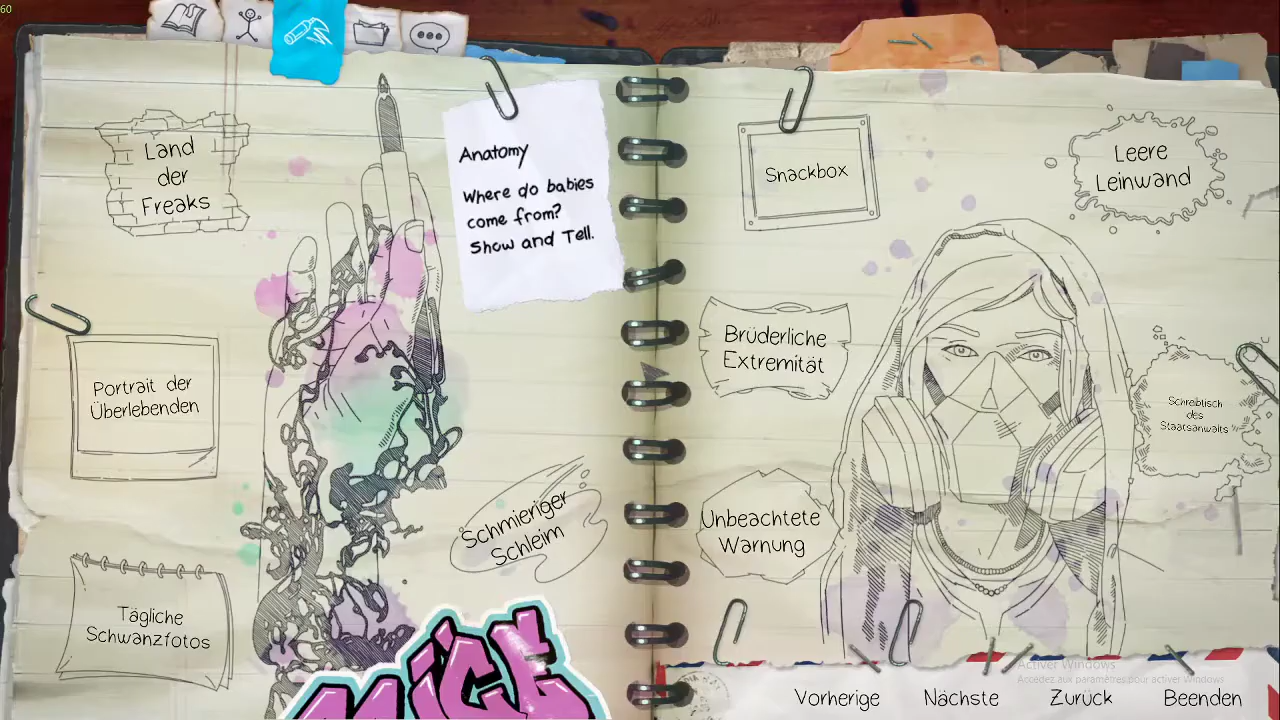 60
Land
der
Freaks
Anatomy
Where do babies
come from?
Show and Tell.
Portrait der
Überlebenden
Schmieriger
Schleim
Tägliche
Schwanzfotos
NICE
Snackbox
Leere
Leinwand
Brüderliche
Extremität
Schreibtisch
des
Staatsanwalts
Unbeachtete
Warnung
Activer Windows
Accédez aux paramètres pour activer Windows
Vorherige
Nächste
Zurück
Beenden